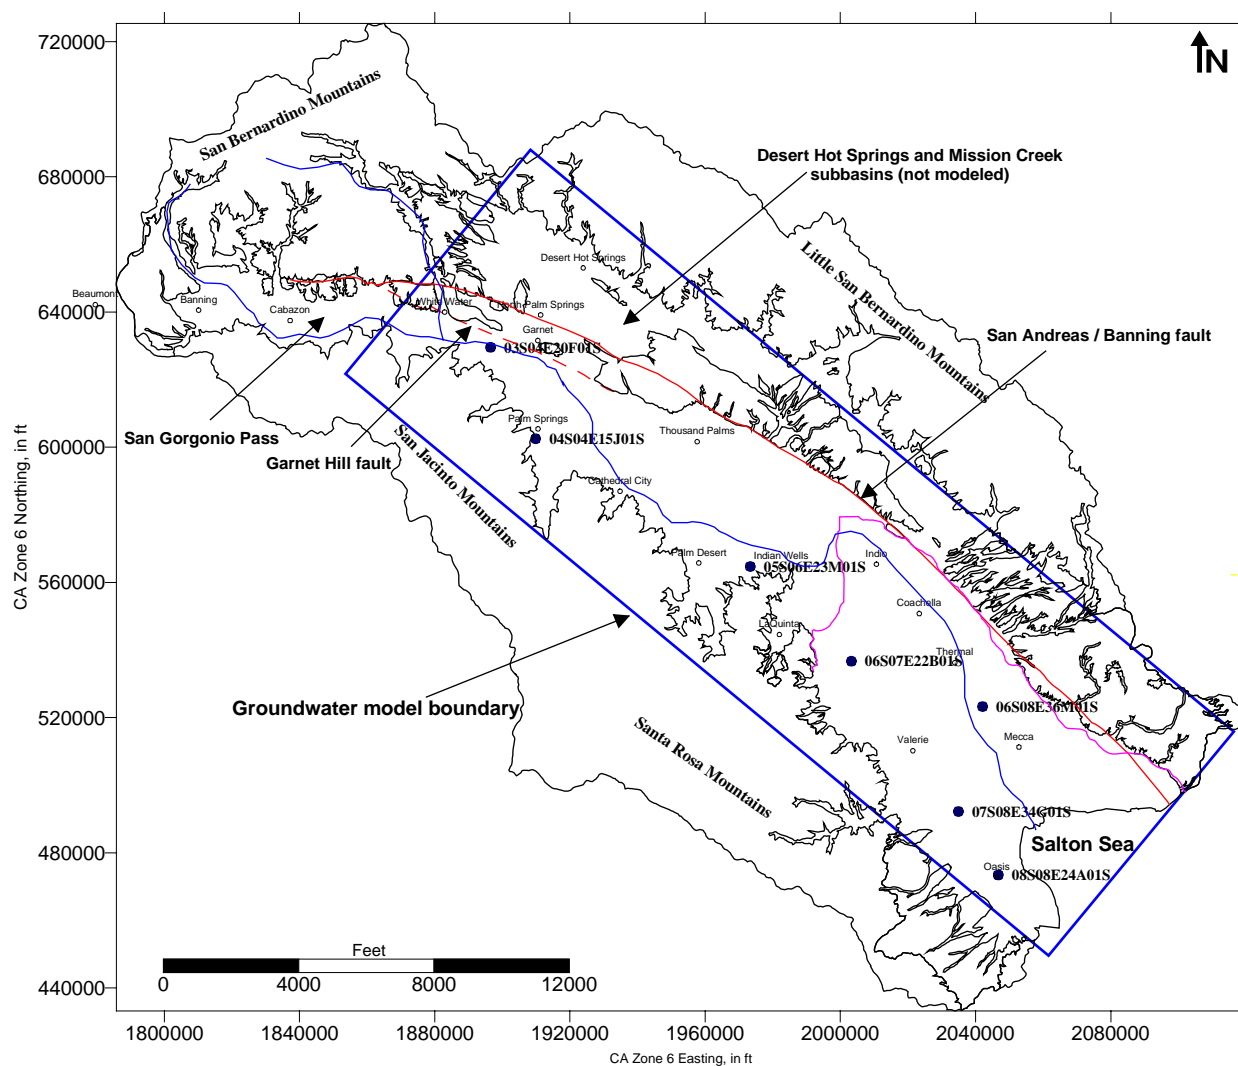 720000
680000
640000
600000
560000
520000
480000
440000
CA Zone 6 Northing, in ft
N
San Bernardino Mountains
Desert Hot Springs and Mission Creek
subbasins (not modeled)
Little San Bernardino Mountains
Desert Hot Springs
Beaumont
Banning
Cabazon
White Water
North Palm Springs
Garnet
03S04E20F01S
San Andreas / Banning fault
San Gorgonio Pass
Garnet Hill fault
Palm Springs
04S04E15J01S
Thousand Palms
San Jacinto Mountains
Cathedral City
Palm Desert
Indian Wells
05S06E23M01S
Indio
Coachella
LaQuinta
Thermal
06S07E22B01S
Groundwater model boundary
06S08E36M01S
Santa Rosa Mountains
Valerie
Mecca
07S08E34G01S
Salton Sea
Oasis
08S08E24A01S
Feet
0 4000 8000 12000
1800000 1840000 1880000 1920000 1960000 2000000 2040000 2080000
CA Zone 6 Easting, in ft